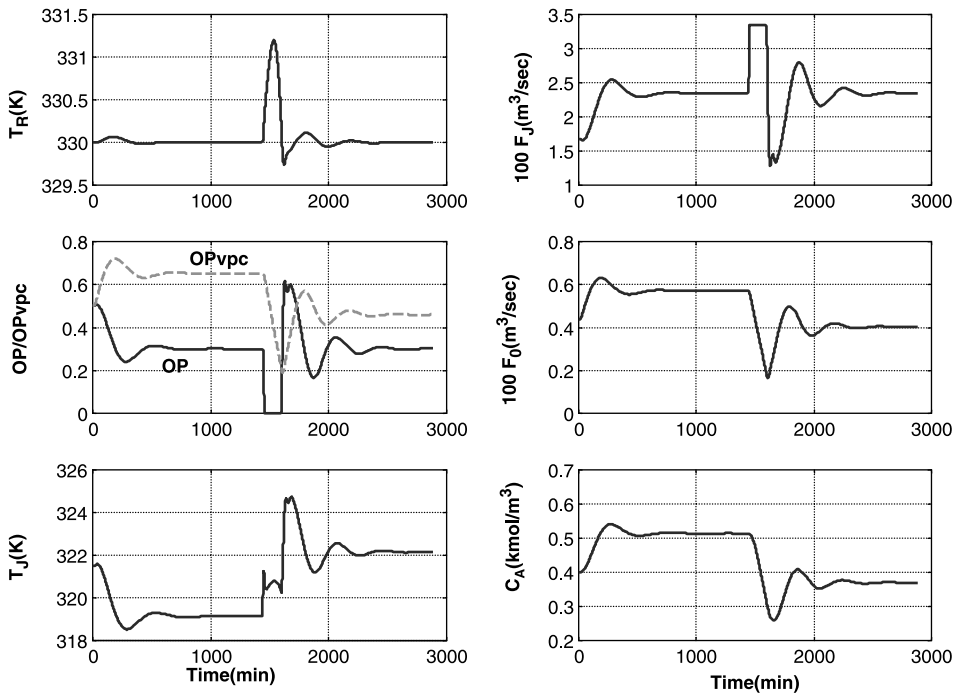 331.5
331
330.5
330
329.5
T_R(K)
0 1000 2000 3000
3.5
3
2.5
2
1.5
1
100 F_J(m^3/sec)
0 1000 2000 3000
0.8
0.6
0.4
0.2
0
OP/OPvpc
OPvpc
OP
0 1000 2000 3000
0.8
0.6
0.4
0.2
0
100 F_0(m^3/sec)
0 1000 2000 3000
326
324
322
320
318
T_J(K)
0 1000 2000 3000
Time(min)
0.7
0.6
0.5
0.4
0.3
0.2
C_A(kmol/m^3)
0 1000 2000 3000
Time(min)